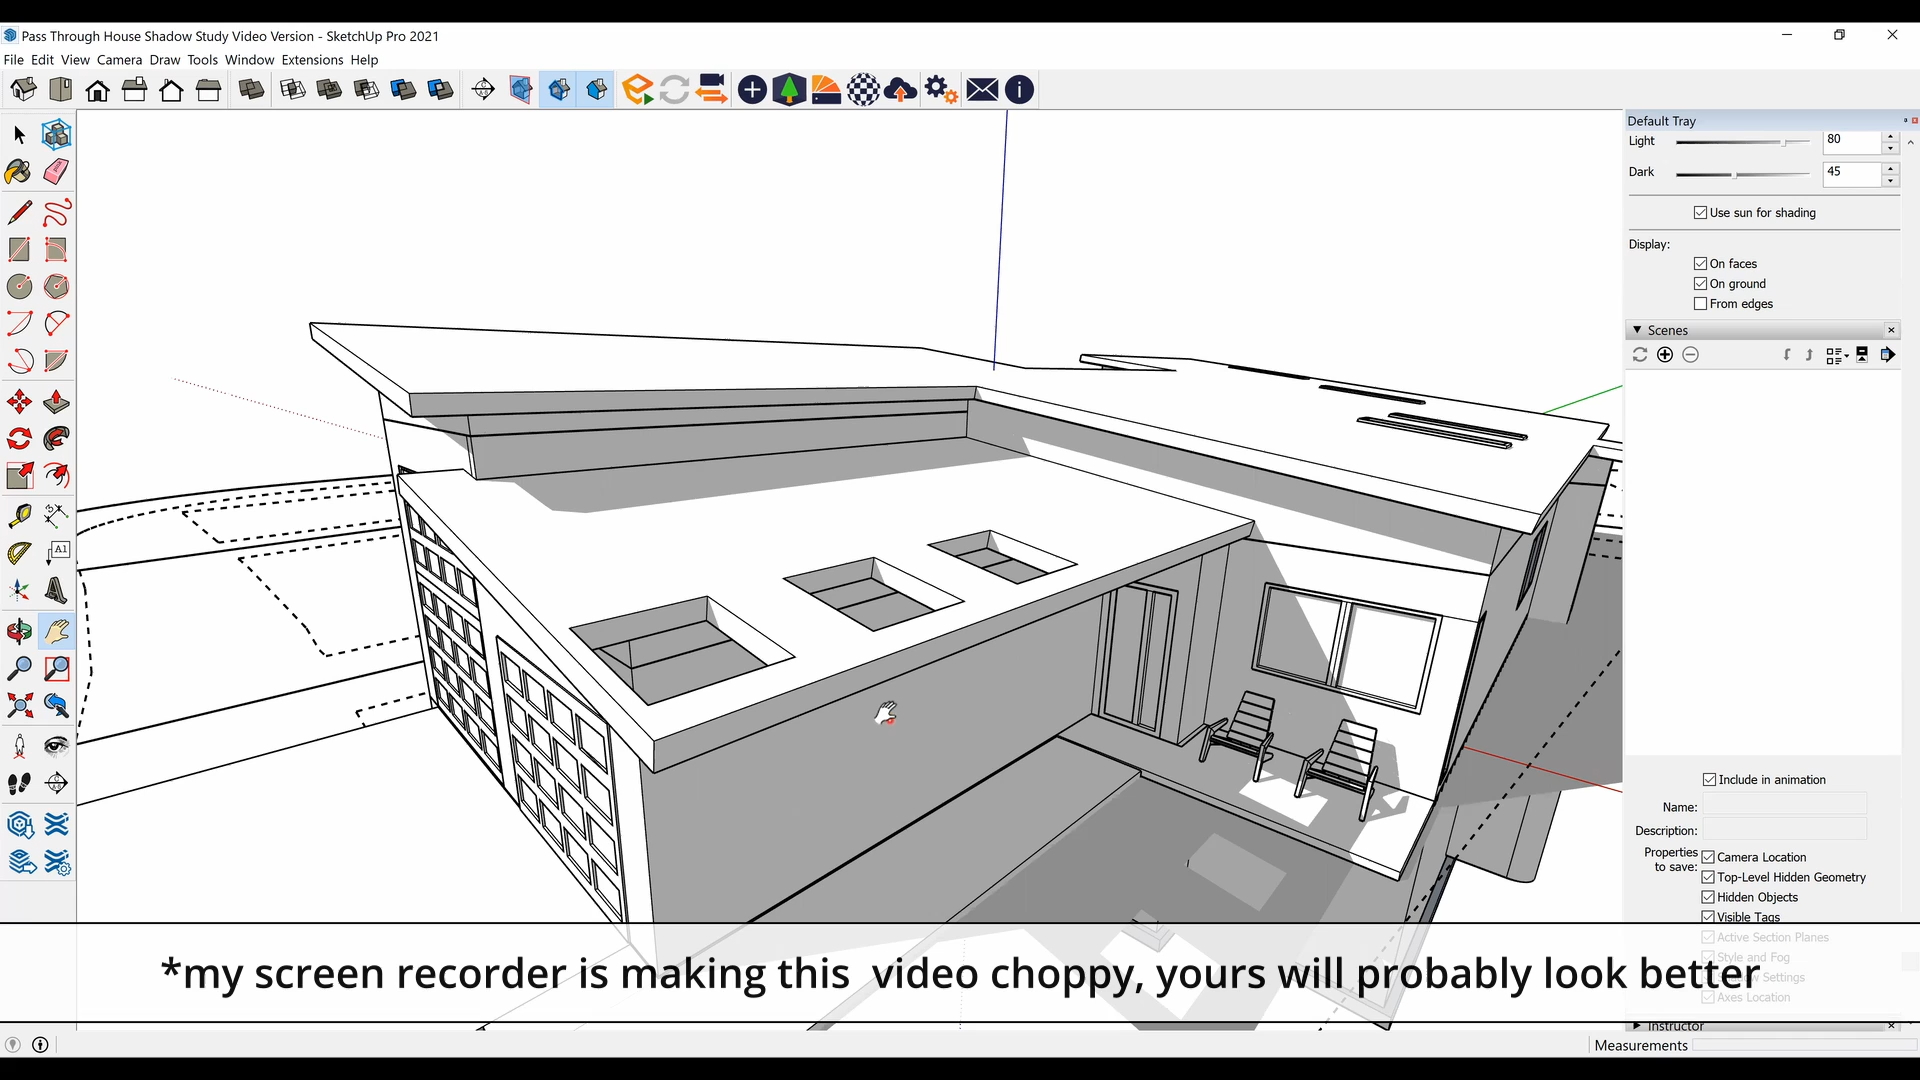 Pass Through House Shadow Study Video Version - SketchUp Pro 2021
File Edit View Camera Draw Tools Window Extensions Help
Default Tray
Light 80
Dark 45
Use sun for shading
Display:
On faces
On ground
From edges
Scenes
Include in animation
Name:
Description:
Properties to save:
Camera Location
Top-Level Hidden Geometry
Hidden Objects
Visible Tags
Active Section Planes
Style and Fog
*my screen recorder is making this video choppy, yours will probably look better
Axes Location
Instructor
Measurements